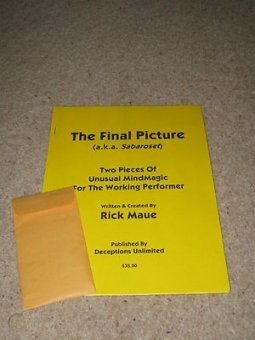 The Final Picture
(a.k.a. Sabaroset)
Two Pieces Of
Unusual MindMagic
For The Working Performer
Written & Created By
Rick Maue
Published By
Deceptions Unlimited
$35.00